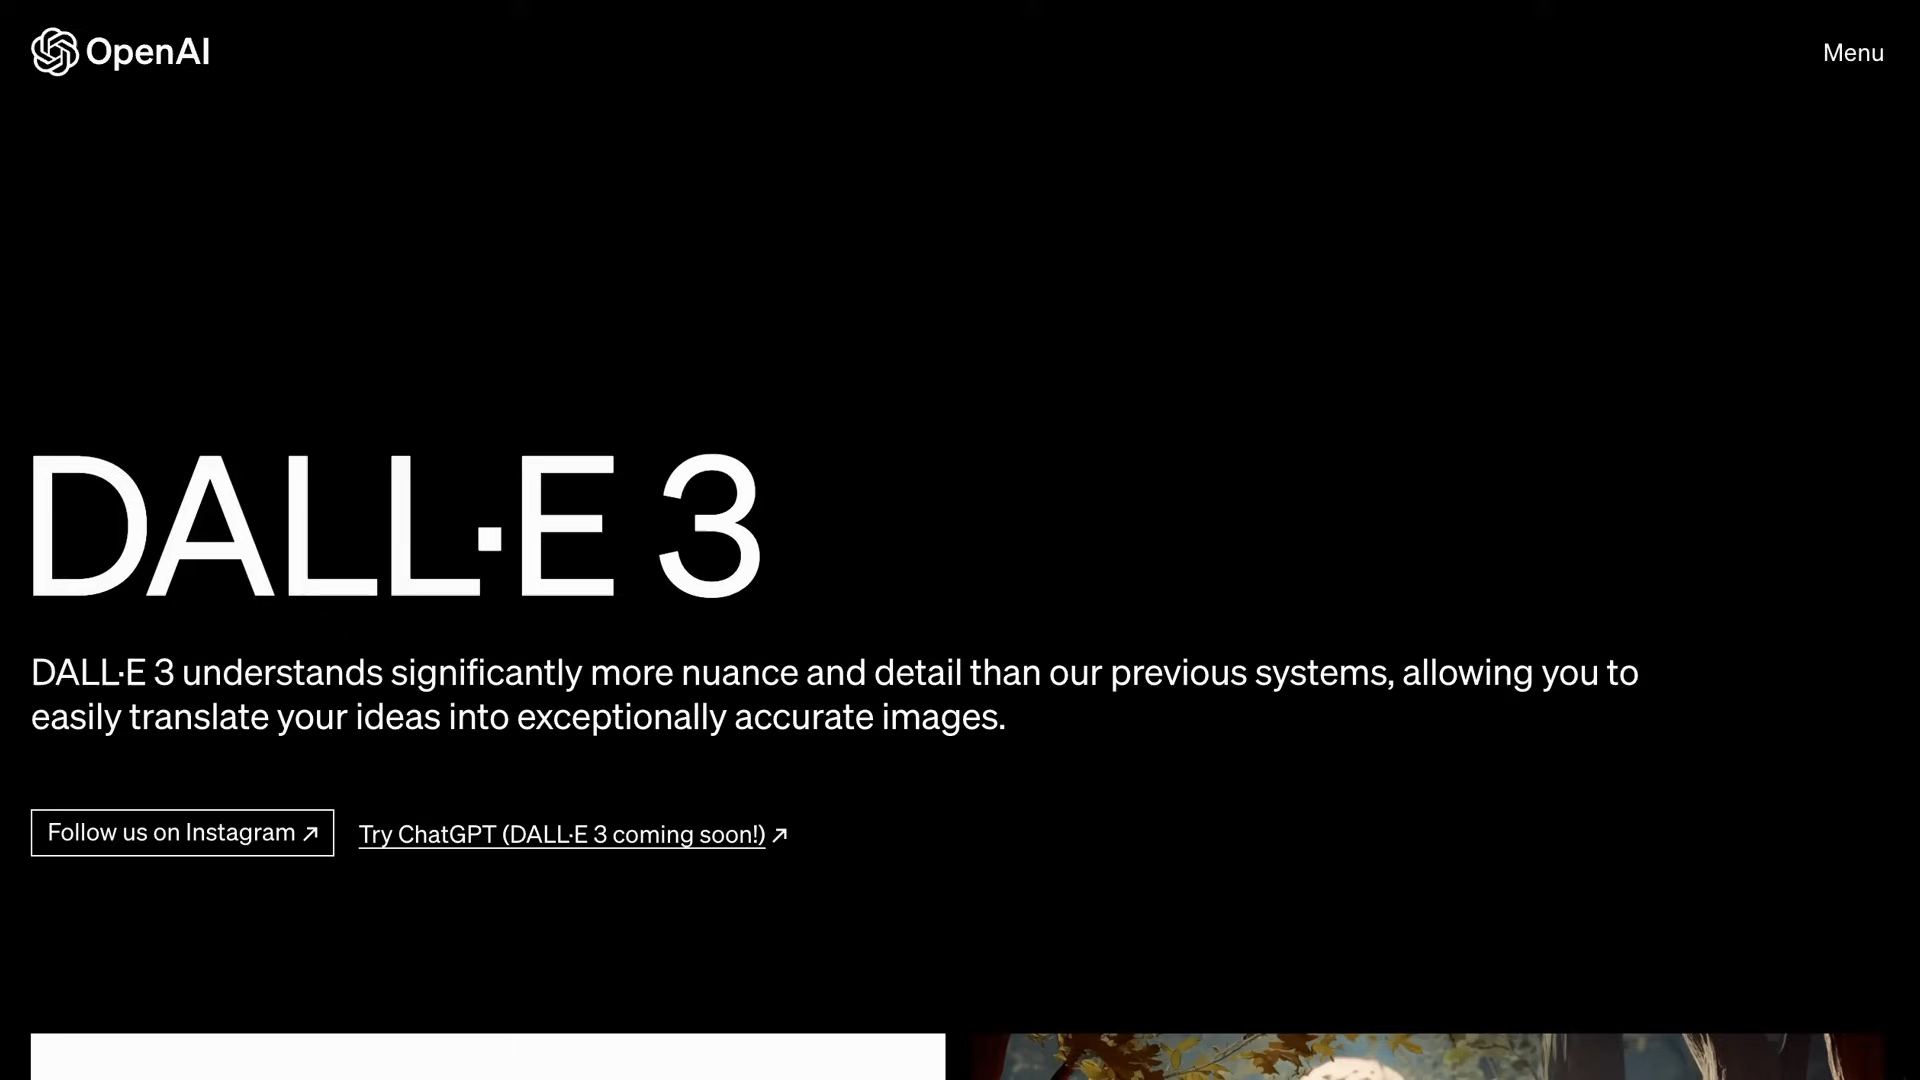 OpenAI
Menu
DALL·E 3
DALL·E 3 understands significantly more nuance and detail than our previous systems, allowing you to
easily translate your ideas into exceptionally accurate images.
Follow us on Instagram ↗
Try ChatGPT (DALL·E 3 coming soon!) ↗